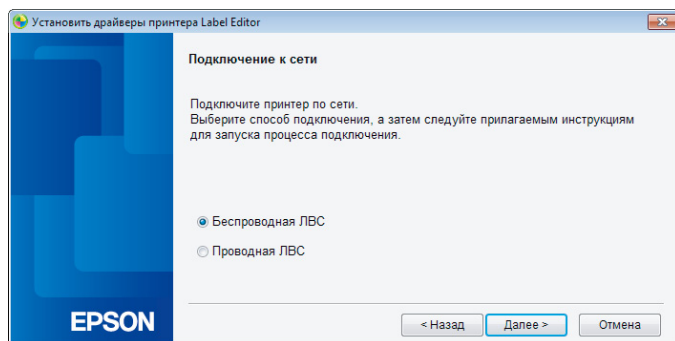 Установить драйверы принтера Label Editor
Подключение к сети
Подключите принтер по сети.
Выберите способ подключения, а затем следуйте прилагаемым инструкциям
для запуска процесса подключения.
Беспроводная ЛВС
Проводная ЛВС
EPSON
< Назад
Далее >
Отмена